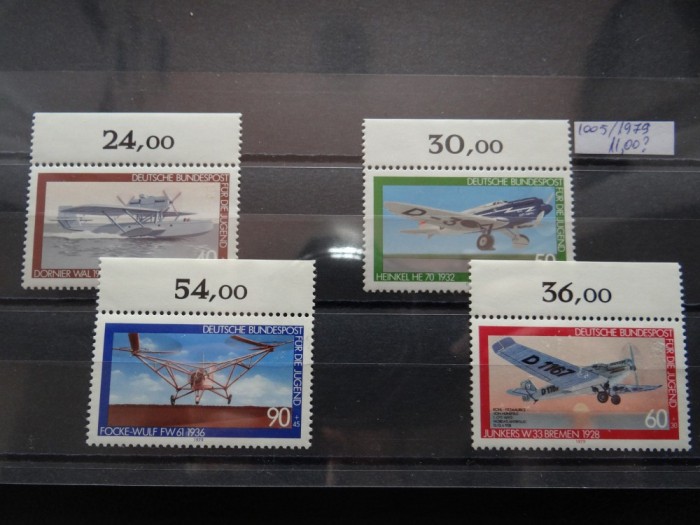 24,00
DEUTSCHE BUNDESPOST
FÜR DIE JUGEND
40
DORNIER WAL
30,00
DEUTSCHE BUNDESPOST
FÜR DIE JUGEND
50
HEINKEL HE 70 1932
1005/1979
11,00?
54,00
DEUTSCHE BUNDESPOST
FÜR DIE JUGEND
90
+45
FOCKE-WULF FW 61 · 1936
36,00
DEUTSCHE BUNDESPOST
FÜR DIE JUGEND
D 1167
60
JUNKERS W 33 BREMEN 1928